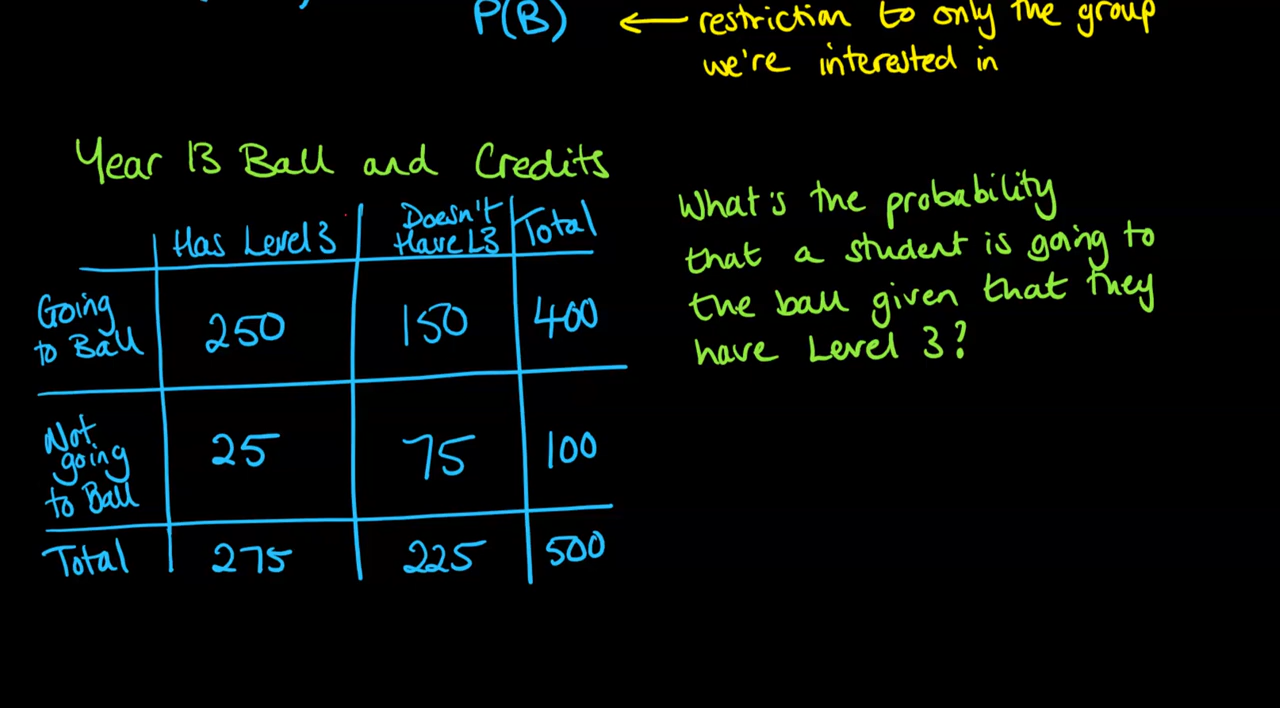 P(B) ← restriction to only the group
we're interested in
Year 13 Ball and Credits
Has Level 3 Doesn't Have L3 Total
Going to Ball 250 150 400
Not going to Ball 25 75 100
Total 275 225 500
What's the probability
that a student is going to
the ball given that they
have Level 3?